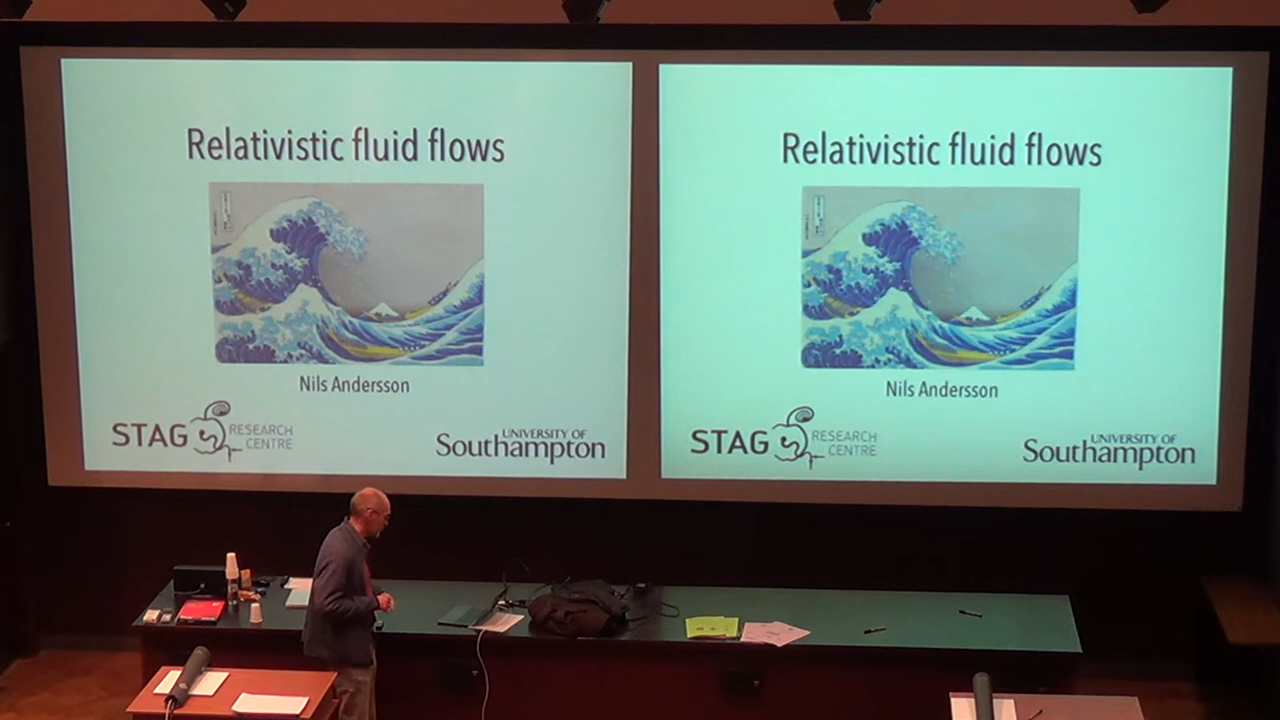 Relativistic fluid flows
Nils Andersson
STAG RESEARCH CENTRE
UNIVERSITY OF
Southampton
Relativistic fluid flows
Nils Andersson
STAG RESEARCH CENTRE
UNIVERSITY OF
Southampton